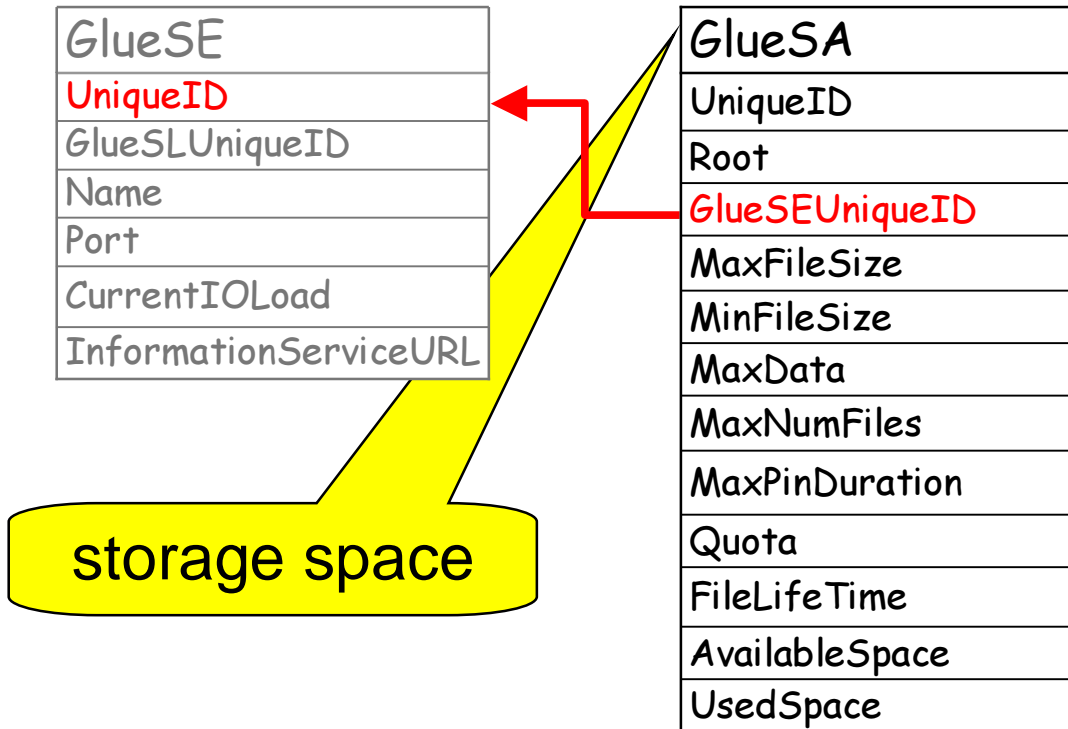 GlueSE
UniqueID
GlueSLUniqueID
Name
Port
CurrentIOLoad
InformationServiceURL
storage space
GlueSA
UniqueID
Root
GlueSEUniqueID
MaxFileSize
MinFileSize
MaxData
MaxNumFiles
MaxPinDuration
Quota
FileLifeTime
AvailableSpace
UsedSpace